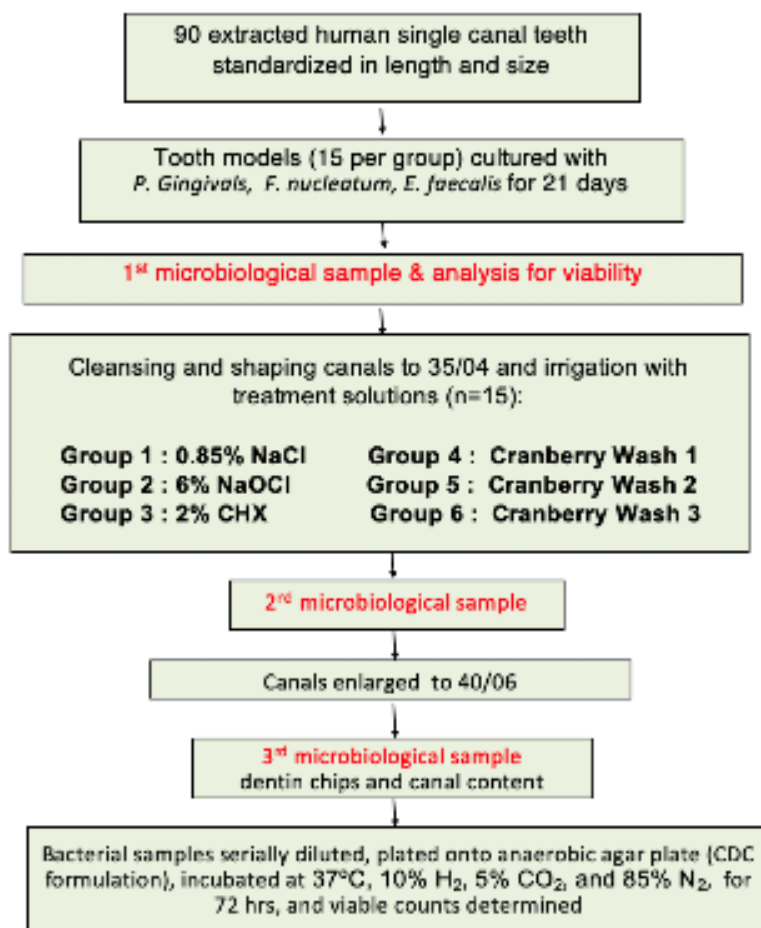 90 extracted human single canal teeth
standardized in length and size
Tooth models (15 per group) cultured with
P. Gingivals, F. nucleatum, E. faecalis for 21 days
1st microbiological sample & analysis for viability
Cleansing and shaping canals to 35/04 and irrigation with
treatment solutions (n=15):
Group 1 : 0.85% NaCl Group 4 : Cranberry Wash 1
Group 2 : 6% NaOCl Group 5 : Cranberry Wash 2
Group 3 : 2% CHX Group 6 : Cranberry Wash 3
2nd microbiological sample
Canals enlarged to 40/06
3rd microbiological sample
dentin chips and canal content
Bacterial samples serially diluted, plated onto anaerobic agar plate (CDC
formulation), incubated at 37°C, 10% H₂, 5% CO₂, and 85% N₂, for
72 hrs, and viable counts determined